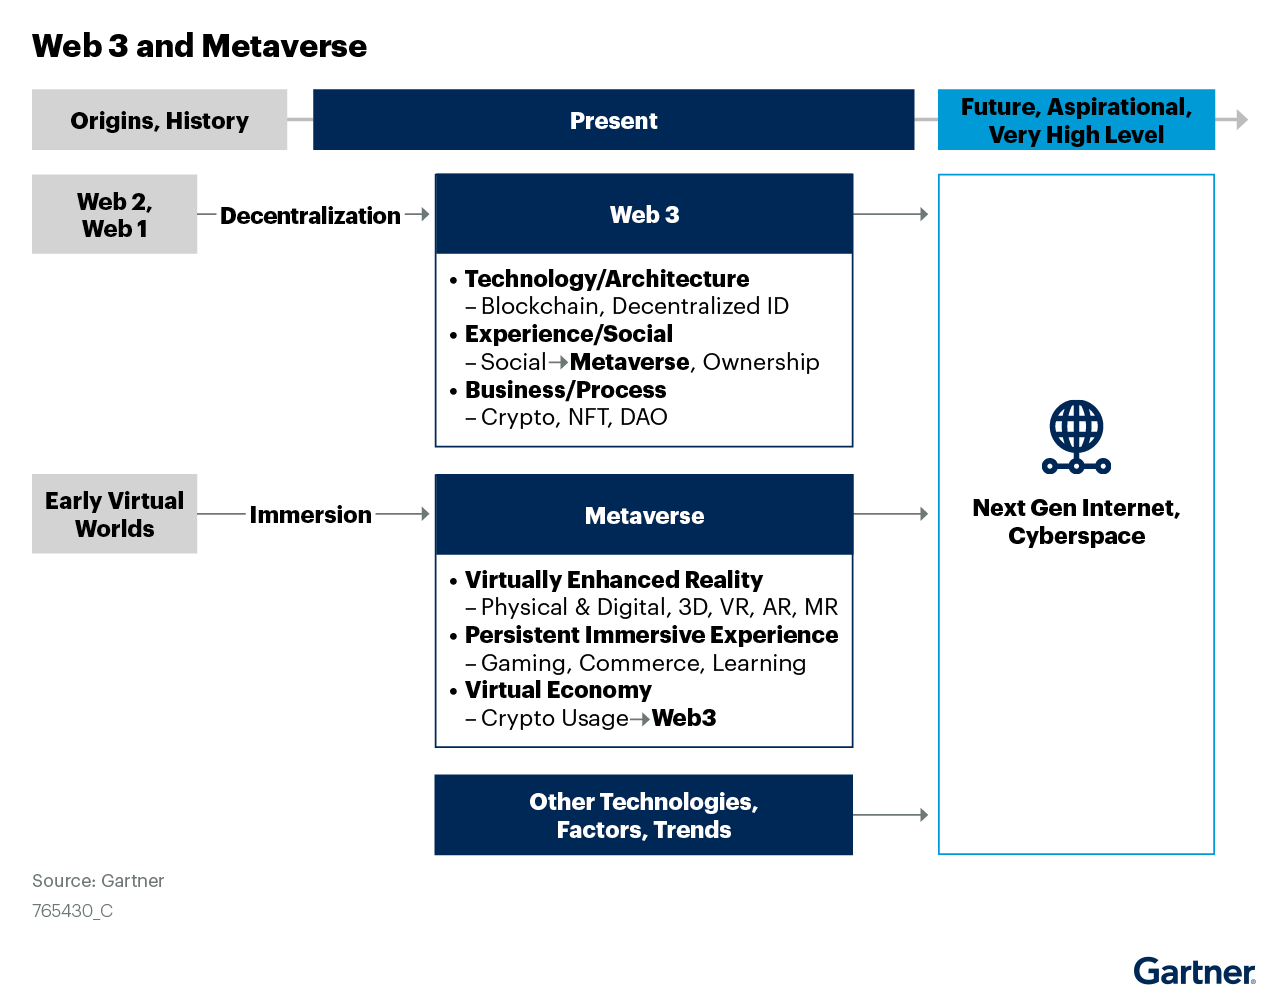 Web 3 and Metaverse
Origins, History
Present
Future, Aspirational,
Very High Level
Web 2,
Web 1
Decentralization
Web 3
• Technology/Architecture
– Blockchain, Decentralized ID
• Experience/Social
– Social→Metaverse, Ownership
• Business/Process
– Crypto, NFT, DAO
Early Virtual
Worlds
Immersion
Metaverse
• Virtually Enhanced Reality
– Physical & Digital, 3D, VR, AR, MR
• Persistent Immersive Experience
– Gaming, Commerce, Learning
• Virtual Economy
– Crypto Usage→Web3
Other Technologies,
Factors, Trends
Next Gen Internet,
Cyberspace
Source: Gartner
765430_C
Gartner®